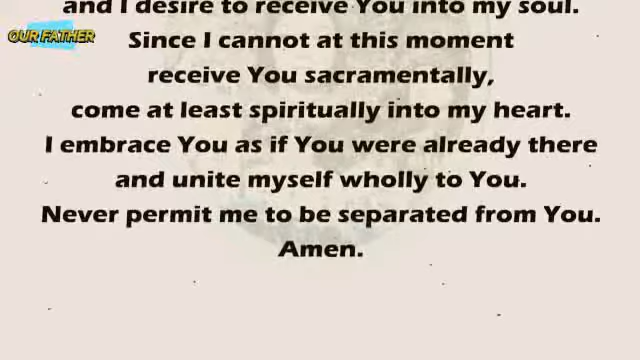 and I desire to receive You into my soul.
OUR FATHER
Since I cannot at this moment
receive You sacramentally,
come at least spiritually into my heart.
I embrace You as if You were already there
and unite myself wholly to You.
Never permit me to be separated from You.
Amen.